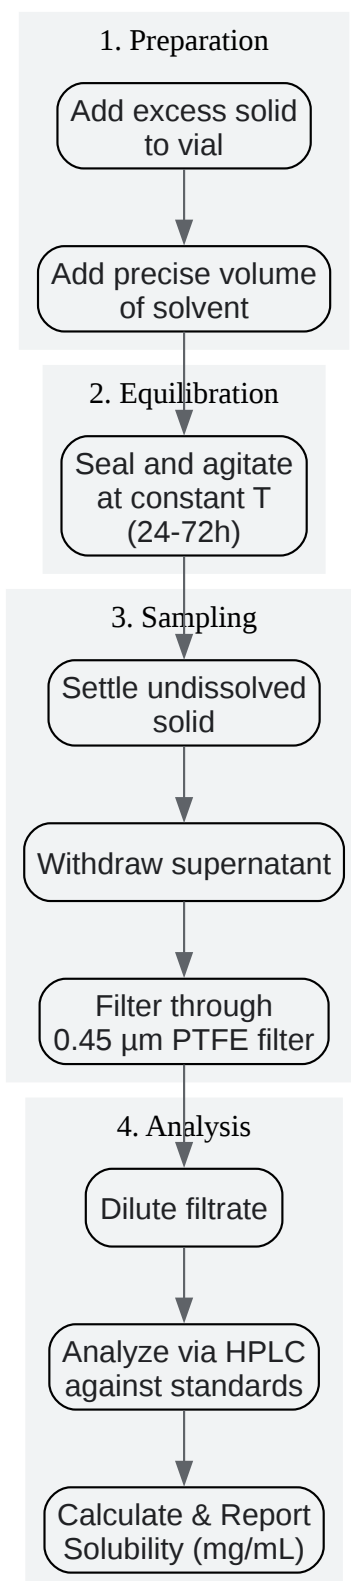 1. Preparation
Add excess solid
to vial
Add precise volume
of solvent
2. Equilibration
Seal and agitate
at constant T
(24-72h)
3. Sampling
Settle undissolved
solid
Withdraw supernatant
Filter through
0.45 µm PTFE filter
4. Analysis
Dilute filtrate
Analyze via HPLC
against standards
Calculate & Report
Solubility (mg/mL)